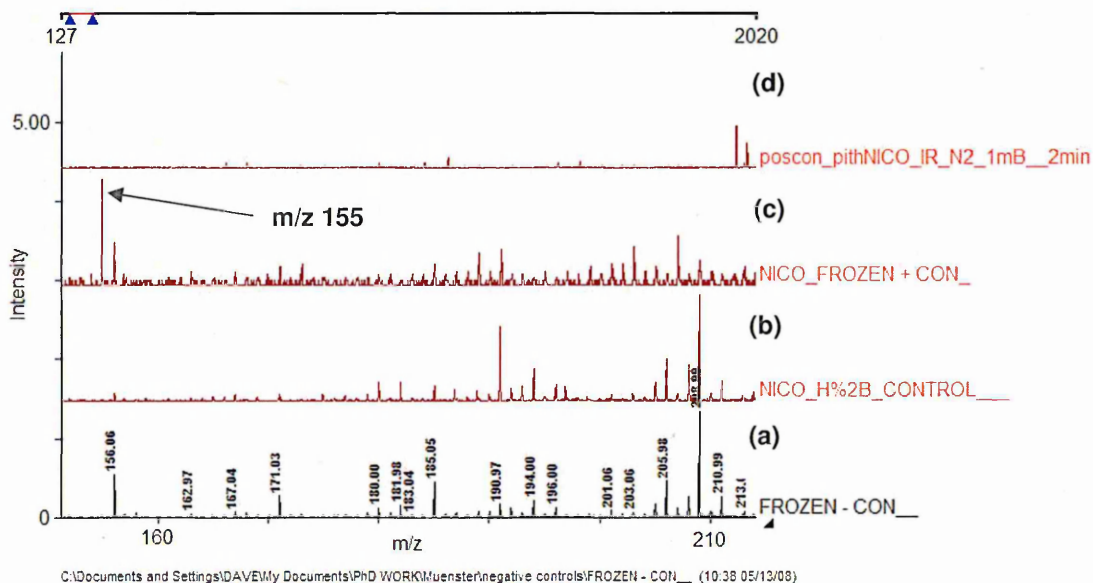 127
2020
(d)
5.00
poscon_pithNICO_IR_N2_1mB__2min
m/z 155
(c)
NICO_FROZEN + CON_
Intensity
(b)
NICO_H%2B_CONTROL___
208.99
(a)
156.06
162.97
167.04
171.03
180.00
181.98
183.04
185.05
190.97
194.00
196.00
201.06
203.06
205.98
210.99
FROZEN - CON__
0
160
m/z
210
C:\Documents and Settings\DAVE\My Documents\PhD WORK\Muenster\negative controls\FROZEN - CON__ (10:38 05/13/08)